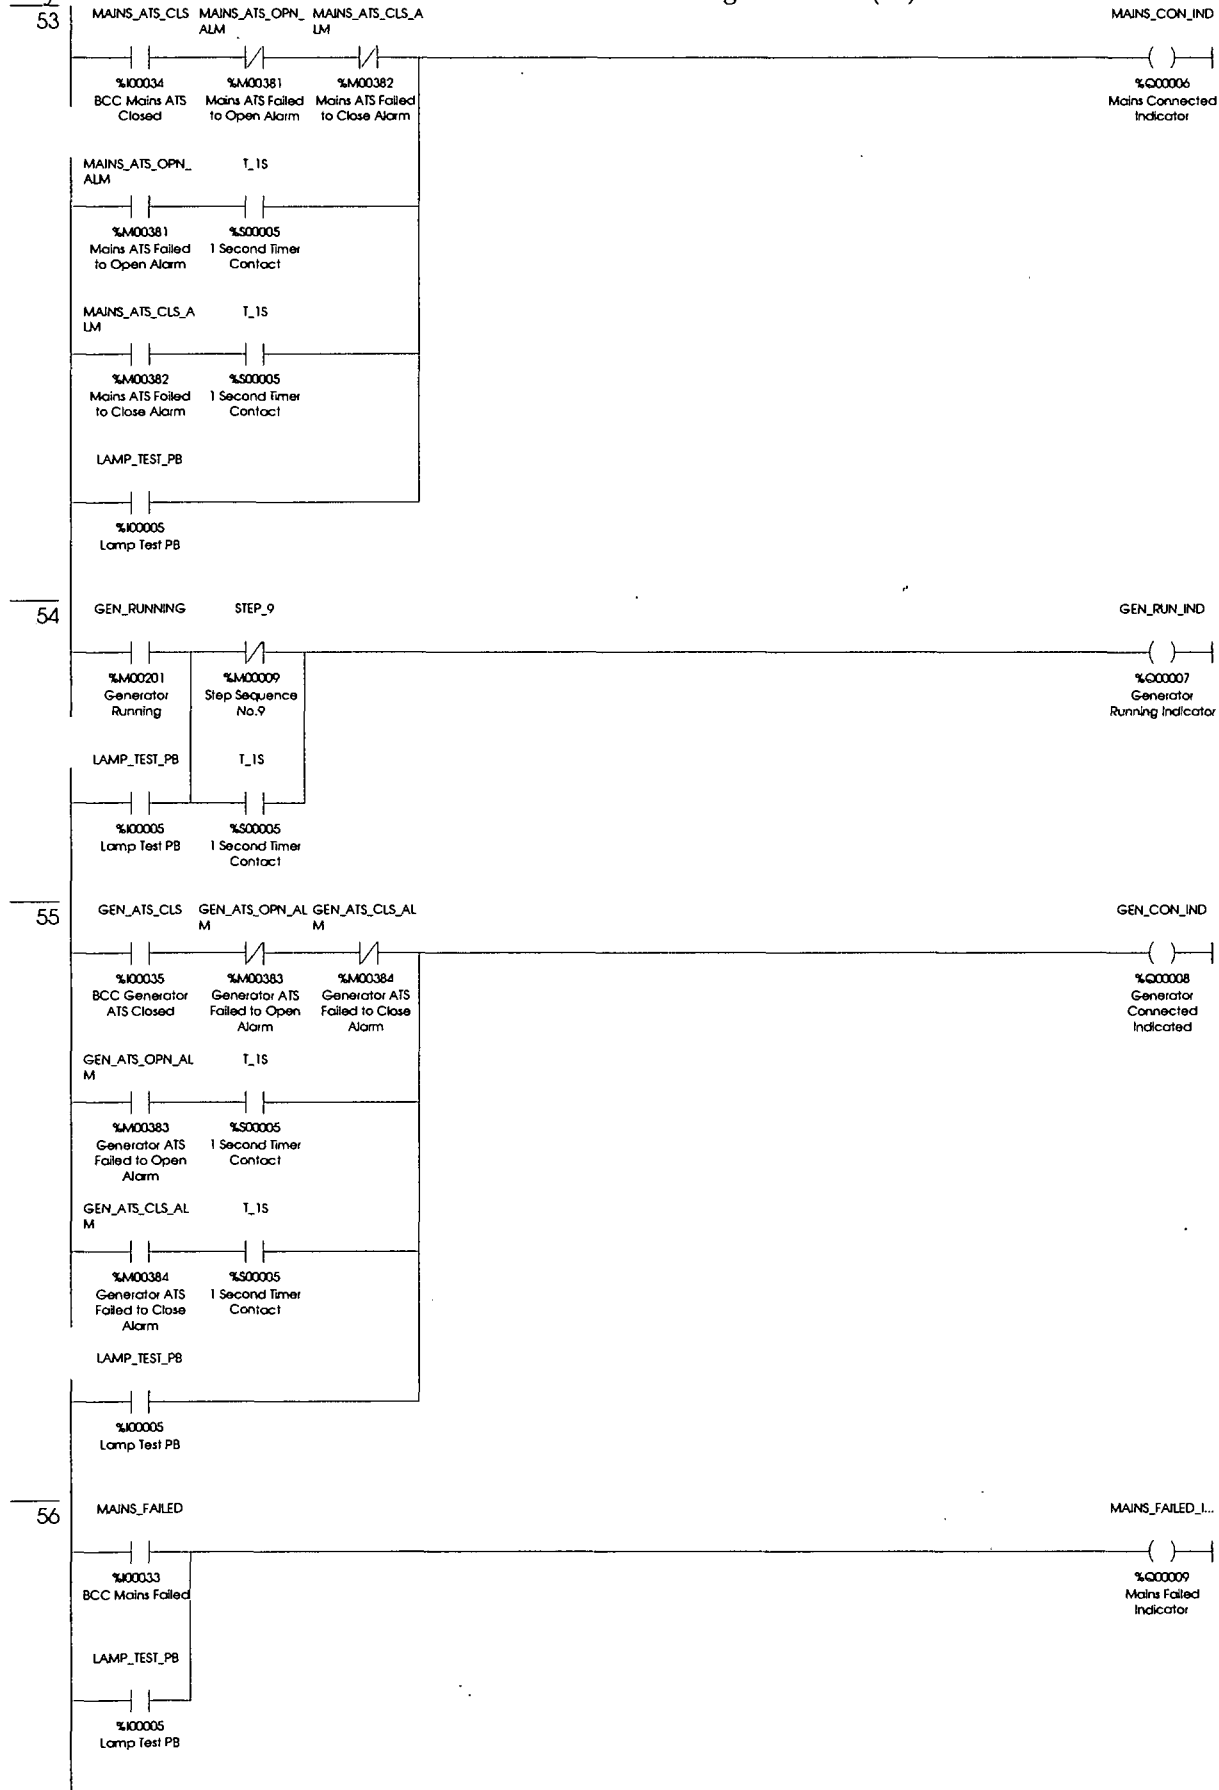 53
MAINS_ATS_CLS MAINS_ATS_OPN_ MAINS_ATS_CLS_A MAINS_CON_IND
ALM LM
%I00034 %M00381 %M00382 %Q00006
BCC Mains ATS Mains ATS Failed Mains ATS Failed Mains Connected
Closed to Open Alarm to Close Alarm Indicator
MAINS_ATS_OPN_ T_1S
ALM
%M00381 %S00005
Mains ATS Failed 1 Second Timer
to Open Alarm Contact
MAINS_ATS_CLS_A T_1S
LM
%M00382 %S00005
Mains ATS Failed 1 Second Timer
to Close Alarm Contact
LAMP_TEST_PB
%I00005
Lamp Test PB
54
GEN_RUNNING STEP_9 GEN_RUN_IND
%M00201 %M00009 %Q00007
Generator Step Sequence Generator
Running No.9 Running Indicator
LAMP_TEST_PB T_1S
%I00005 %S00005
Lamp Test PB 1 Second Timer
Contact
55
GEN_ATS_CLS GEN_ATS_OPN_AL GEN_ATS_CLS_AL GEN_CON_IND
M M
%I00035 %M00383 %M00384 %Q00008
BCC Generator Generator ATS Generator ATS Generator
ATS Closed Failed to Open Failed to Close Connected
Alarm Alarm Indicated
GEN_ATS_OPN_AL T_1S
M
%M00383 %S00005
Generator ATS 1 Second Timer
Failed to Open Contact
Alarm
GEN_ATS_CLS_AL T_1S
M
%M00384 %S00005
Generator ATS 1 Second Timer
Failed to Close Contact
Alarm
LAMP_TEST_PB
%I00005
Lamp Test PB
56
MAINS_FAILED MAINS_FAILED_I...
%I00033 %Q00009
BCC Mains Failed Mains Failed
Indicator
LAMP_TEST_PB
%I00005
Lamp Test PB